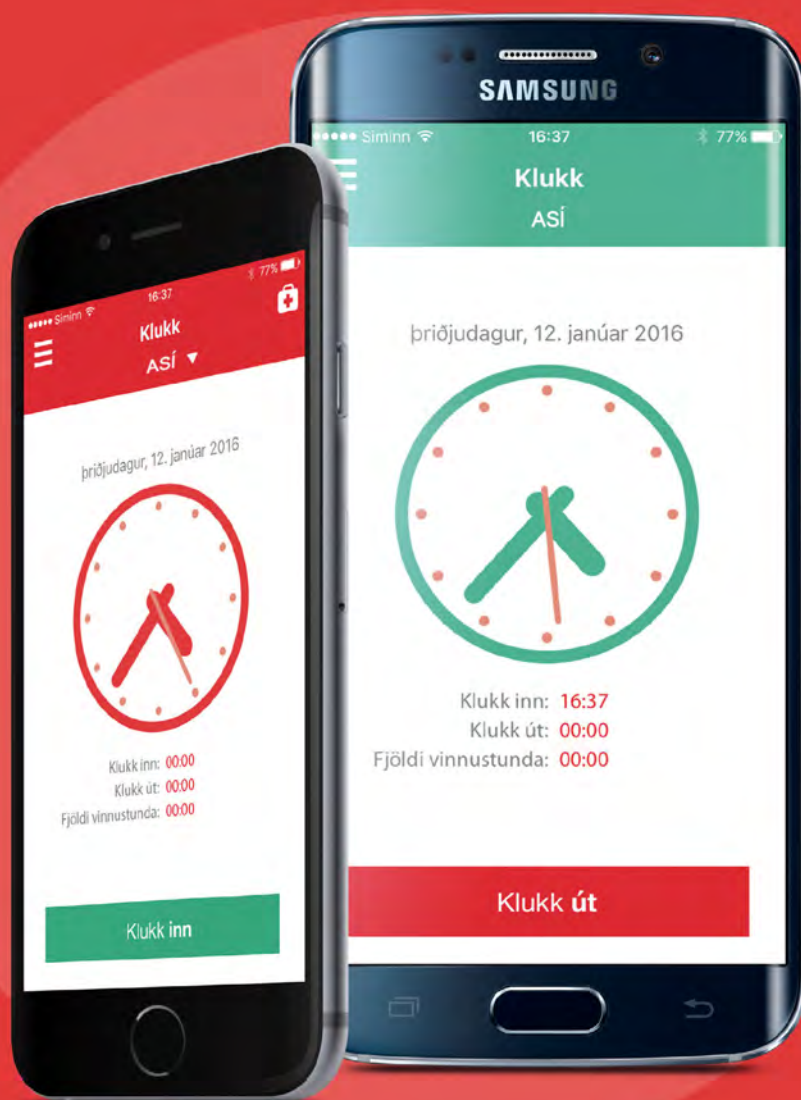 16:37
Siminn
77%
Klukk
ASÍ ▼
þriðjudagur, 12. janúar 2016
Klukk inn: 00:00
Klukk út: 00:00
Fjöldi vinnustunda: 00:00
Klukk inn
SAMSUNG
Siminn
16:37
77%
Klukk
ASÍ
þriðjudagur, 12. janúar 2016
Klukk inn: 16:37
Klukk út: 00:00
Fjöldi vinnustunda: 00:00
Klukk út